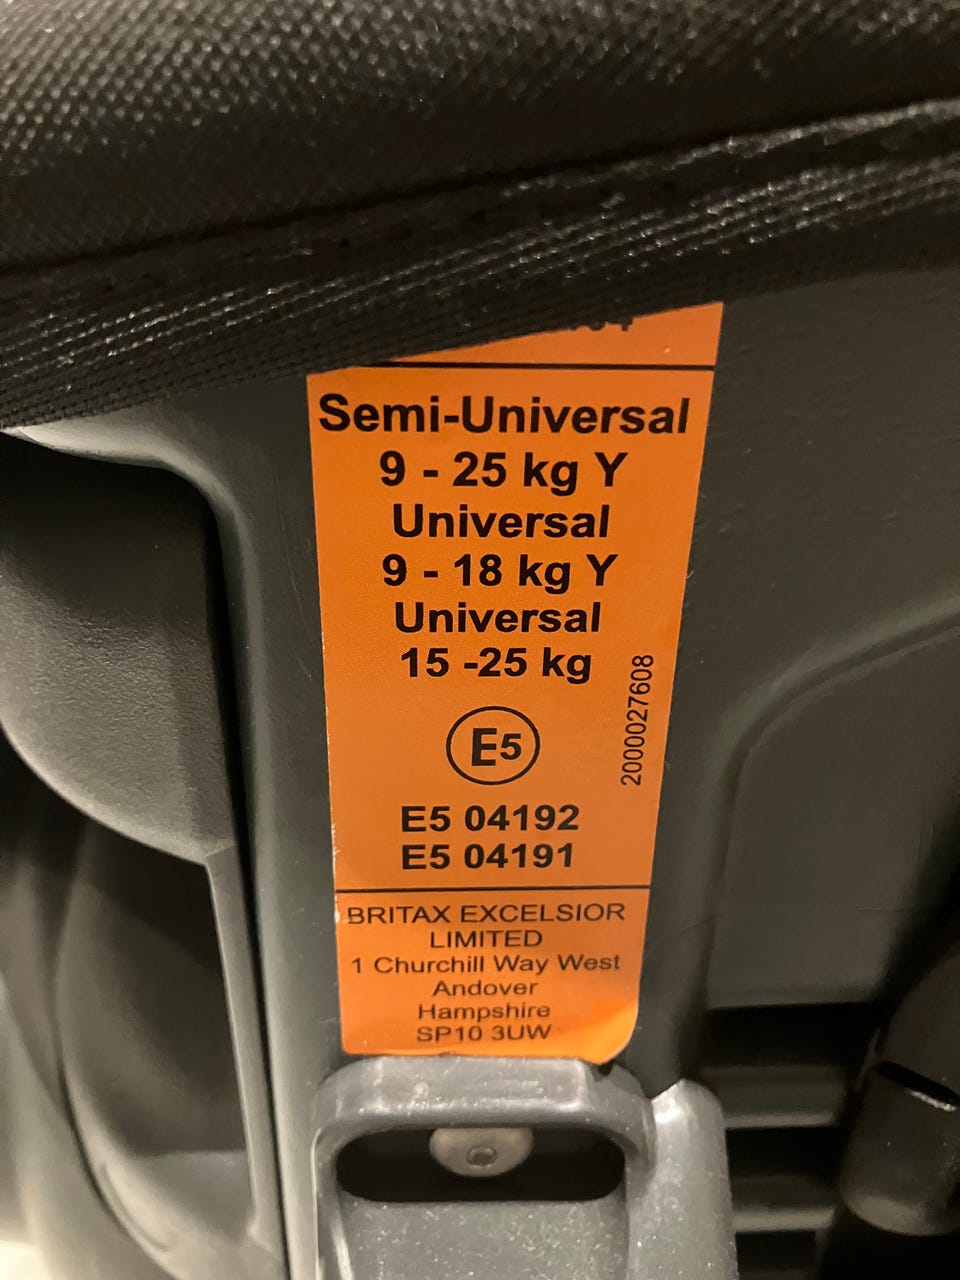 Semi-Universal
9 - 25 kg Y
Universal
9 - 18 kg Y
Universal
15 -25 kg
E5
2000027608
E5 04192
E5 04191
BRITAX EXCELSIOR
LIMITED
1 Churchill Way West
Andover
Hampshire
SP10 3UW